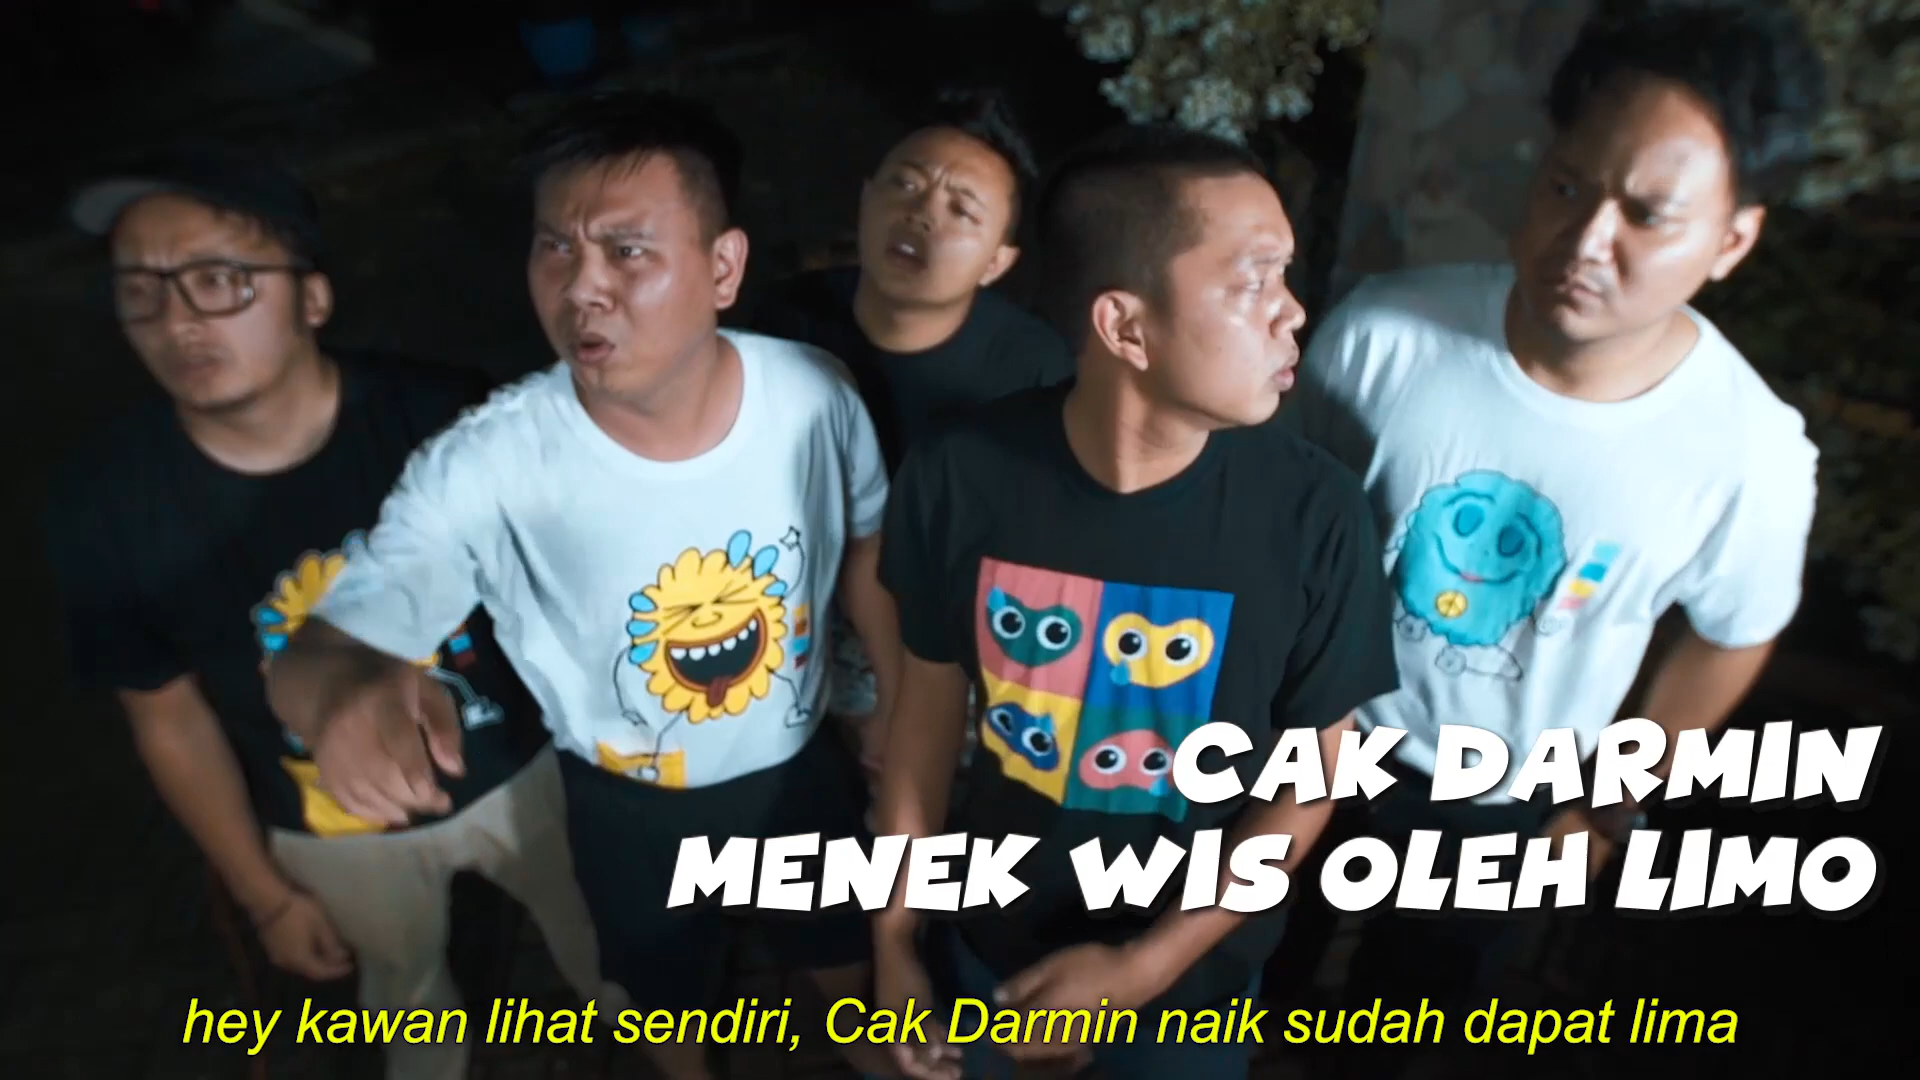 CAK DARMIN
MENEK WIS OLEH LIMO
hey kawan lihat sendiri, Cak Darmin naik sudah dapat lima